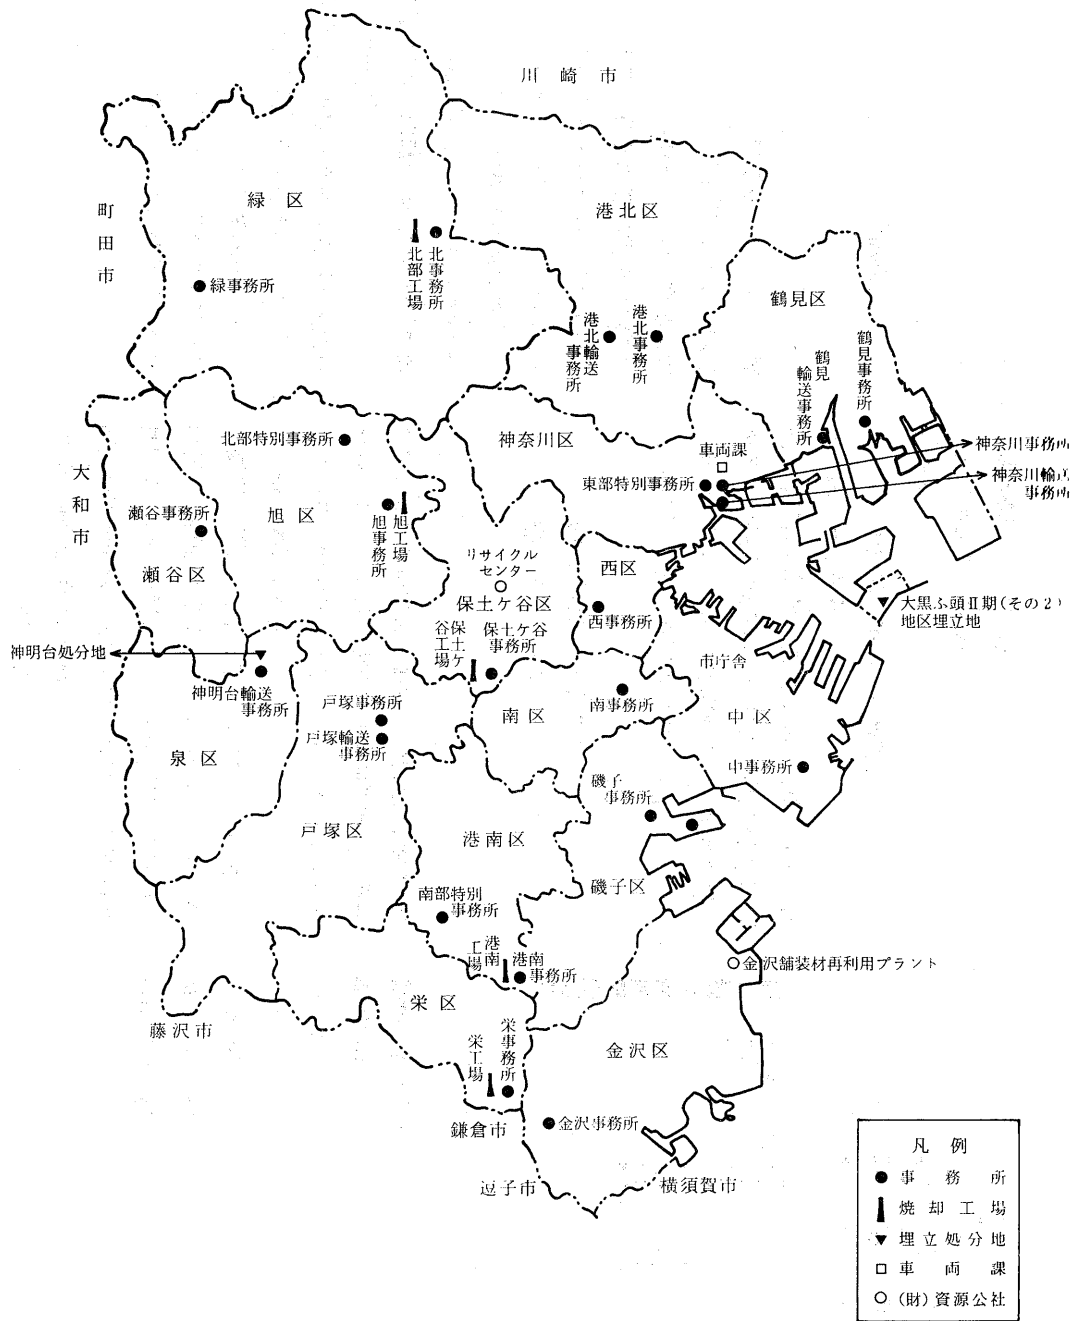 川崎市
町田市
緑区
港北区
北部工場
北事務所
緑事務所
鶴見区
港北輸送
事務所
港北事務所
鶴見
輸送事務所
鶴見事務所
大和市
北部特別事務所
神奈川区
車両課
東部特別事務所
神奈川事務所
神奈川輸送
事務所
瀬谷事務所
旭区
旭事務所
旭工場
リサイクル
センター
保土ケ谷区
西区
西事務所
瀬谷区
大黒ふ頭Ⅱ期(その2)
地区埋立地
神明台処分地
神明台輸送
事務所
保土ケ
谷工場
保土ケ谷
事務所
市庁舎
戸塚事務所
戸塚輸送
事務所
南区
南事務所
中区
中事務所
泉区
磯子
事務所
戸塚区
港南区
磯子区
南部特別
事務所
港南
工場
港南
事務所
金沢舗装材再利用プラント
栄区
藤沢市
栄工場
栄事務所
金沢区
鎌倉市
金沢事務所
逗子市
横須賀市
凡例
● 事務所
焼却工場
▼ 埋立処分地
□ 車両課
○ (財)資源公社